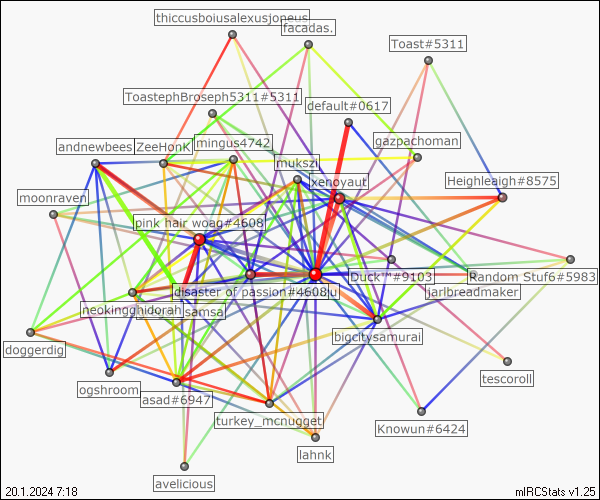 thiccusboiusalexusjoneus
facadas.
Toast#5311
ToastephBroseph5311#5311
default#0617
andnewbees
ZeeHonK
mingus4742
gazpachoman
mukszi
xenoyaut
Heighleaigh#8575
moonraven
pink hair woag#4608
Duck™#9103
Random Stuf6#5983
disaster of passion#4608
ju
jarlbreadmaker
neokingghidorah
samsa
bigcitysamurai
doggerdig
tescoroll
ogshroom
asad#6947
turkey_mcnugget
Knowun#6424
lahnk
avelicious
20.1.2024 7:18
mIRCStats v1.25